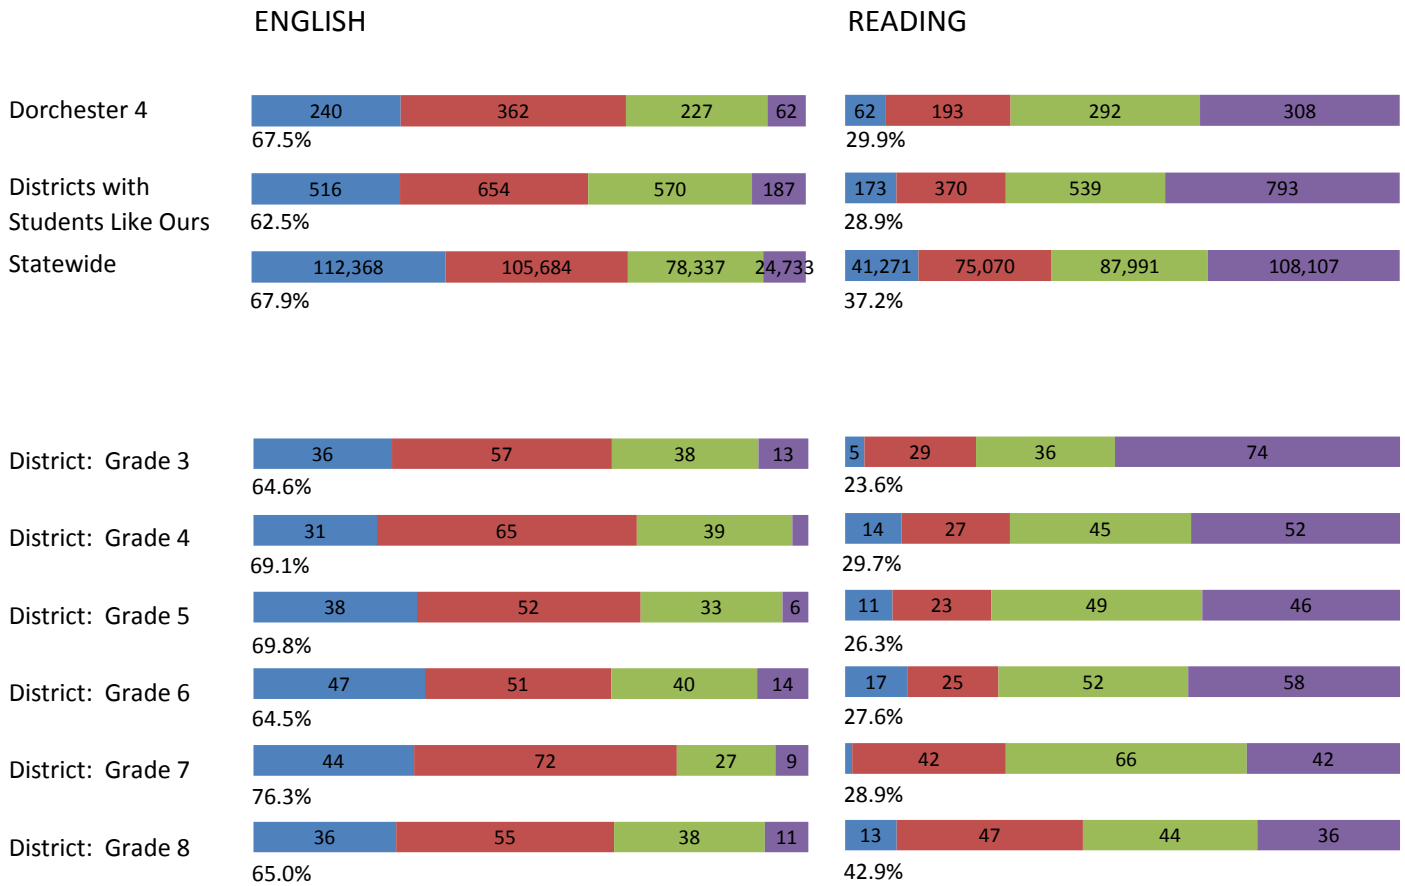 ENGLISH READING
Dorchester 4 240 362 227 62 62 193 292 308
67.5% 29.9%
Districts with 516 654 570 187 173 370 539 793
Students Like Ours 62.5% 28.9%
Statewide 112,368 105,684 78,337 24,733 41,271 75,070 87,991 108,107
67.9% 37.2%
District: Grade 3 36 57 38 13 5 29 36 74
64.6% 23.6%
District: Grade 4 31 65 39 14 27 45 52
69.1% 29.7%
District: Grade 5 38 52 33 6 11 23 49 46
69.8% 26.3%
District: Grade 6 47 51 40 14 17 25 52 58
64.5% 27.6%
District: Grade 7 44 72 27 9 42 66 42
76.3% 28.9%
District: Grade 8 36 55 38 11 13 47 44 36
65.0% 42.9%